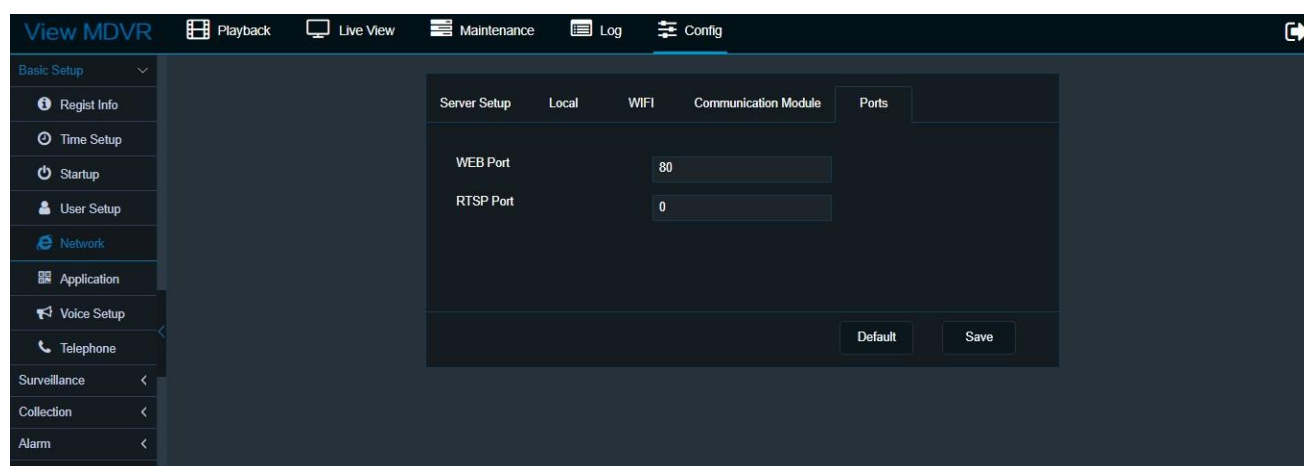 View MDVR Playback Live View Maintenance Log Config
Basic Setup
Regist Info
Time Setup
Startup
User Setup
Network
Application
Voice Setup
Telephone
Surveillance
Collection
Alarm
Server Setup Local WIFI Communication Module Ports
WEB Port 80
RTSP Port 0
Default Save